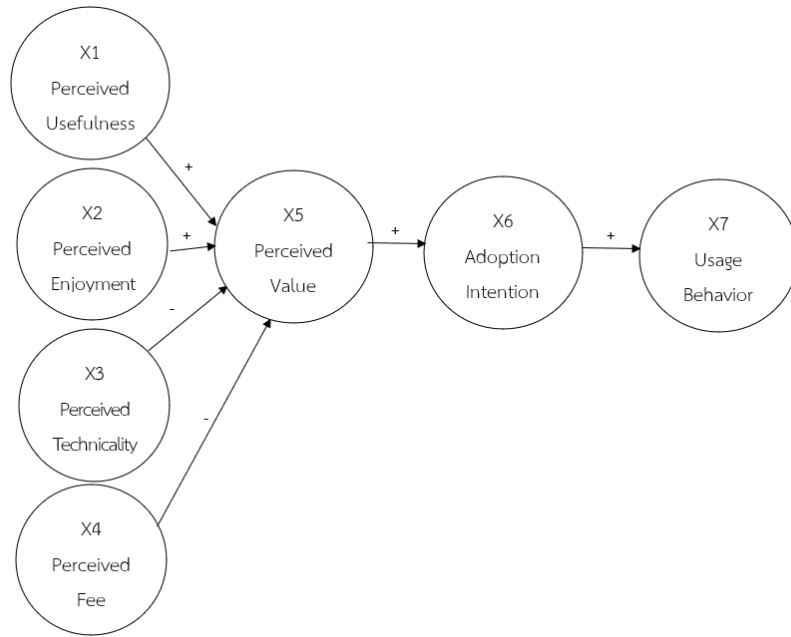 X1
Perceived
Usefulness
+
X2
Perceived
Enjoyment
+
X3
Perceived
Technicality
-
X4
Perceived
Fee
-
X5
Perceived
Value
+
X6
Adoption
Intention
+
X7
Usage
Behavior